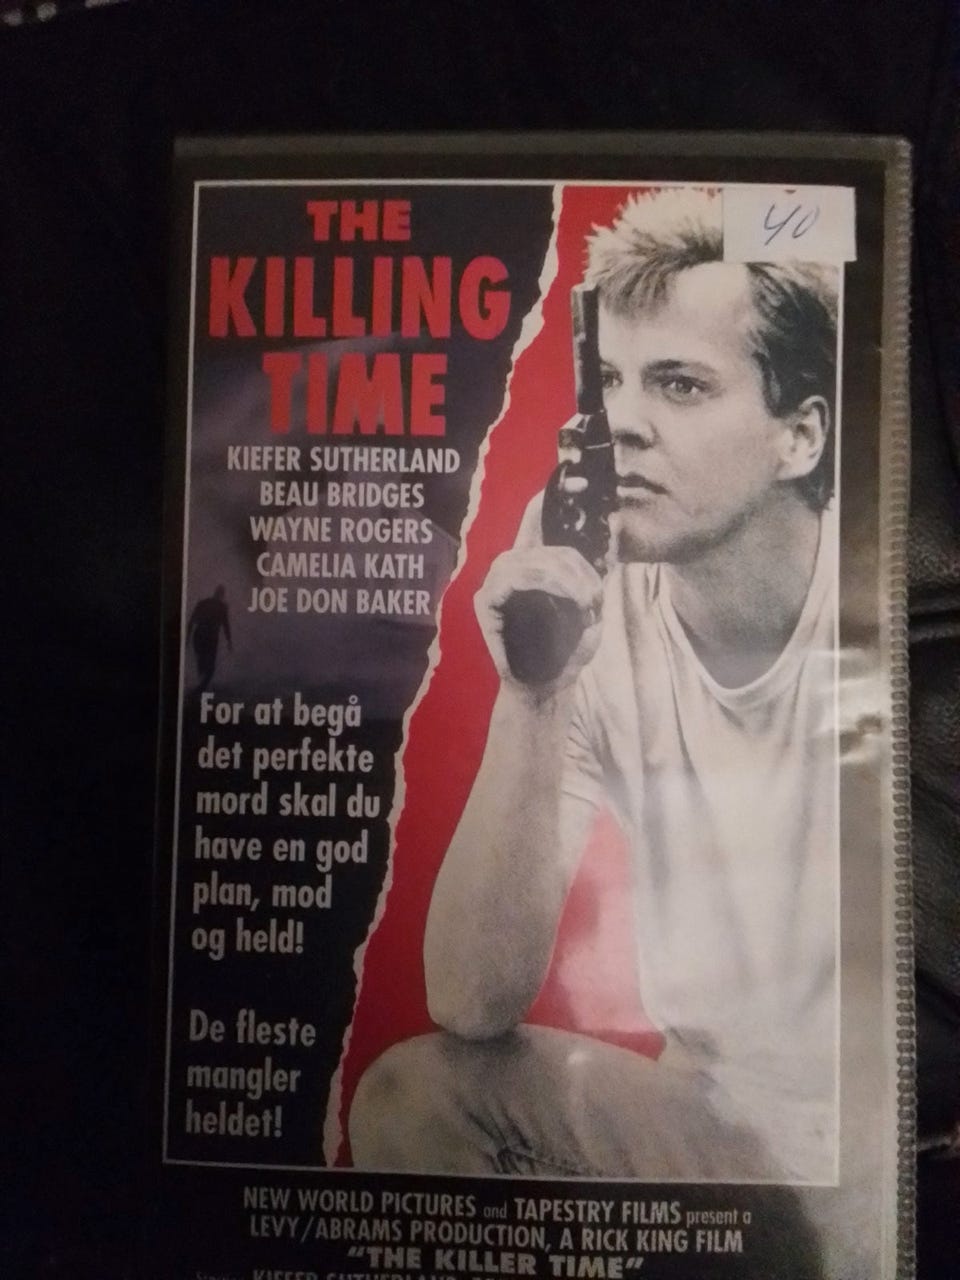 THE
KILLING
TIME
KIEFER SUTHERLAND
BEAU BRIDGES
WAYNE ROGERS
CAMELIA KATH
JOE DON BAKER
For at begå
det perfekte
mord skal du
have en god
plan, mod
og held!
De fleste
mangler
heldet!
40
NEW WORLD PICTURES and TAPESTRY FILMS present a
LEVY/ABRAMS PRODUCTION, A RICK KING FILM
"THE KILLER TIME"
KIEFER SUTHERLAND